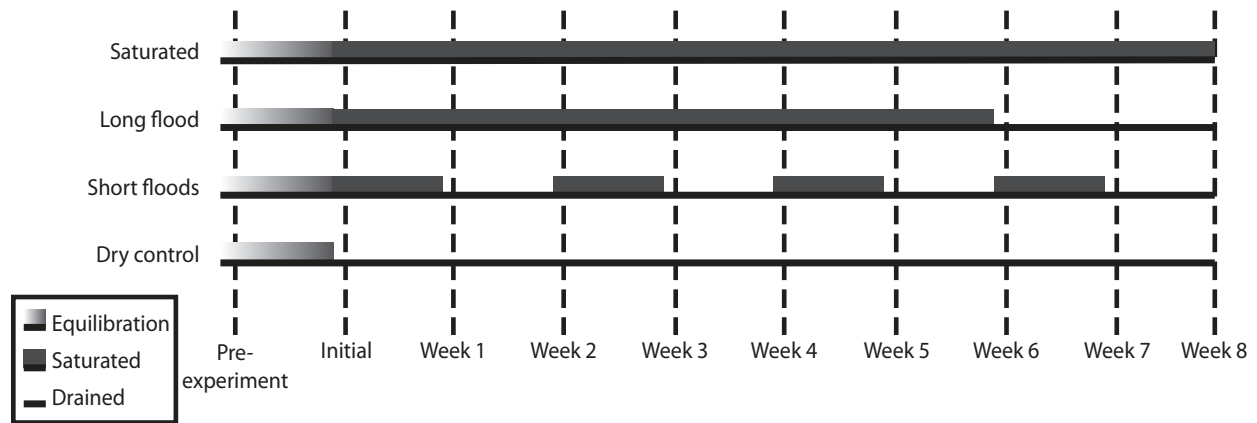 Saturated
Long flood
Short floods
Dry control
Equilibration
Saturated
Drained
Pre-
experiment
Initial
Week 1
Week 2
Week 3
Week 4
Week 5
Week 6
Week 7
Week 8